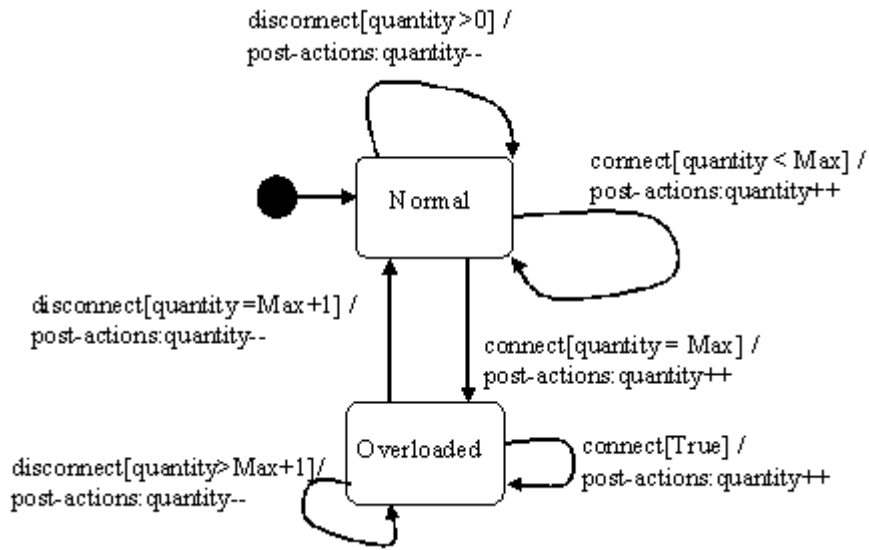 disconnect[quantity >0] /
post-actions:quantity--
connect[quantity < Max] /
post-actions:quantity++
Normal
disconnect[quantity=Max+1] /
post-actions:quantity--
connect[quantity = Max] /
post-actions:quantity++
Overloaded
connect[True] /
post-actions:quantity++
disconnect[quantity>Max+1]/
post-actions:quantity--